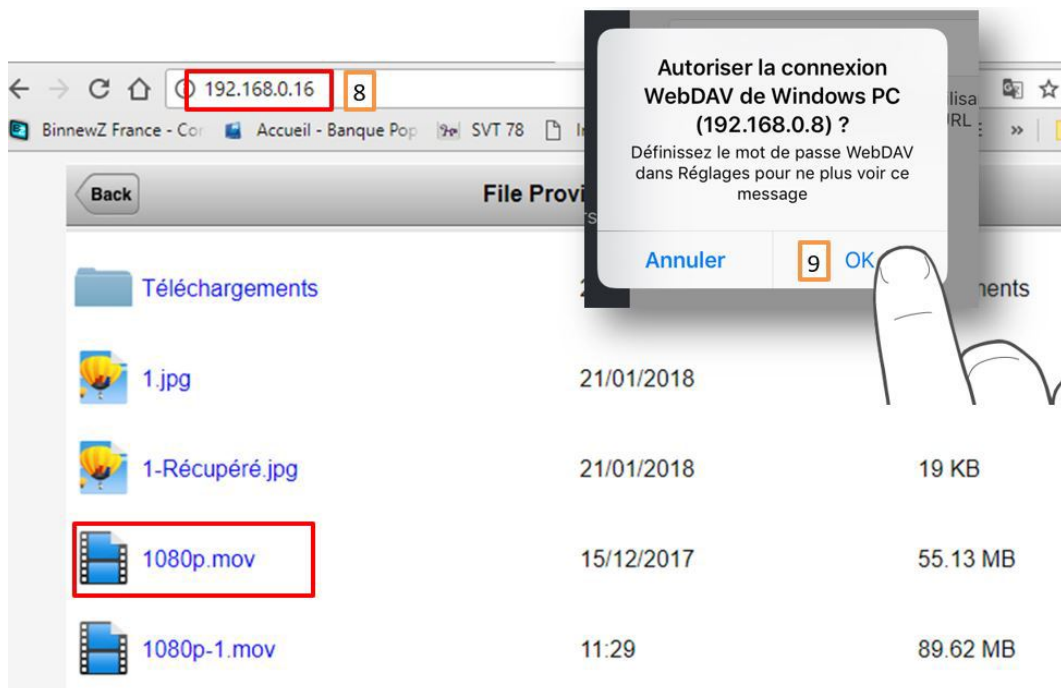 192.168.0.16
8
BinnewZ France - Cor
Accueil - Banque Pop
SVT 78
lisa
URL
»
Back
File Provi
Autoriser la connexion
WebDAV de Windows PC
(192.168.0.8) ?
Définissez le mot de passe WebDAV
dans Réglages pour ne plus voir ce
message
Annuler
9
OK
Téléchargements
1.jpg
21/01/2018
1-Récupéré.jpg
21/01/2018
19 KB
1080p.mov
15/12/2017
55.13 MB
1080p-1.mov
11:29
89.62 MB